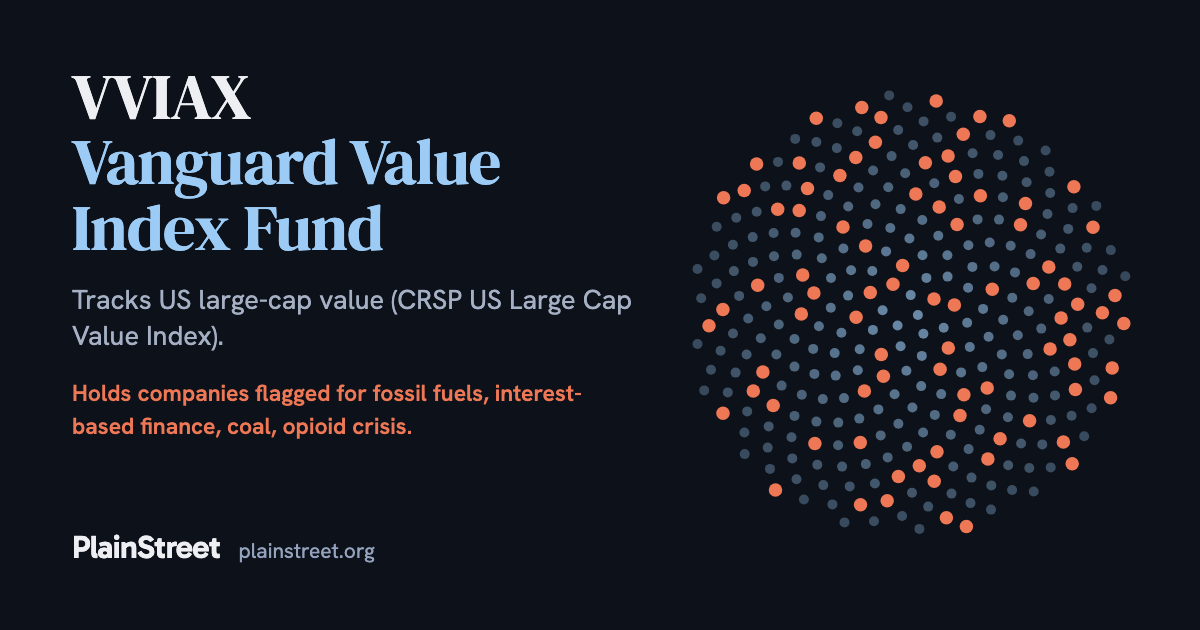 VVIAX
Vanguard Value
Index Fund
Tracks US large-cap value (CRSP US Large Cap
Value Index).
Holds companies flagged for fossil fuels, interest-
based finance, coal, opioid crisis.
PlainStreet plainstreet.org